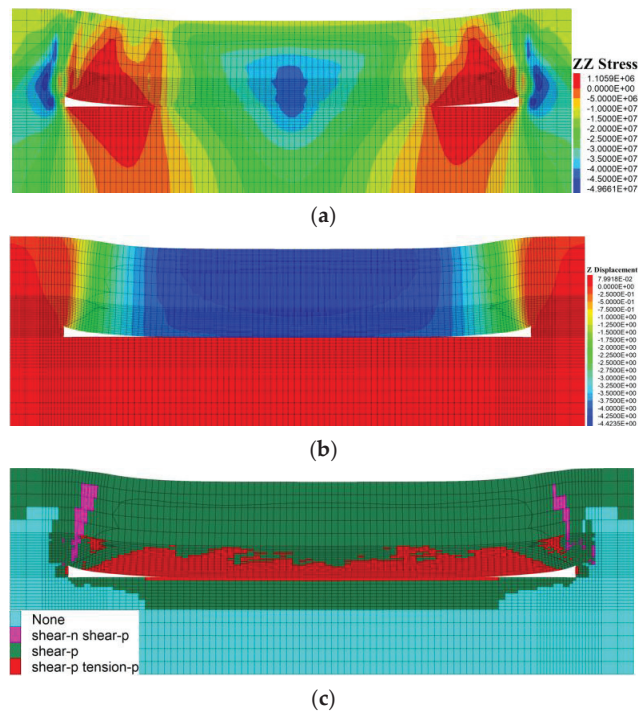 ZZ Stress
1.1059E+06
0.0000E+00
-5.0000E+06
-1.0000E+07
-1.5000E+07
-2.0000E+07
-2.5000E+07
-3.0000E+07
-3.5000E+07
-4.0000E+07
-4.5000E+07
-4.9661E+07
(a)
Z Displacement
7.9918E-02
0.0000E+00
-2.5000E-01
-5.0000E-01
-7.5000E-01
-1.0000E+00
-1.2500E+00
-1.5000E+00
-1.7500E+00
-2.0000E+00
-2.2500E+00
-2.5000E+00
-2.7500E+00
-3.0000E+00
-3.2500E+00
-3.5000E+00
-3.7500E+00
-4.0000E+00
-4.2500E+00
-4.4235E+00
(b)
None
shear-n shear-p
shear-p
shear-p tension-p
(c)